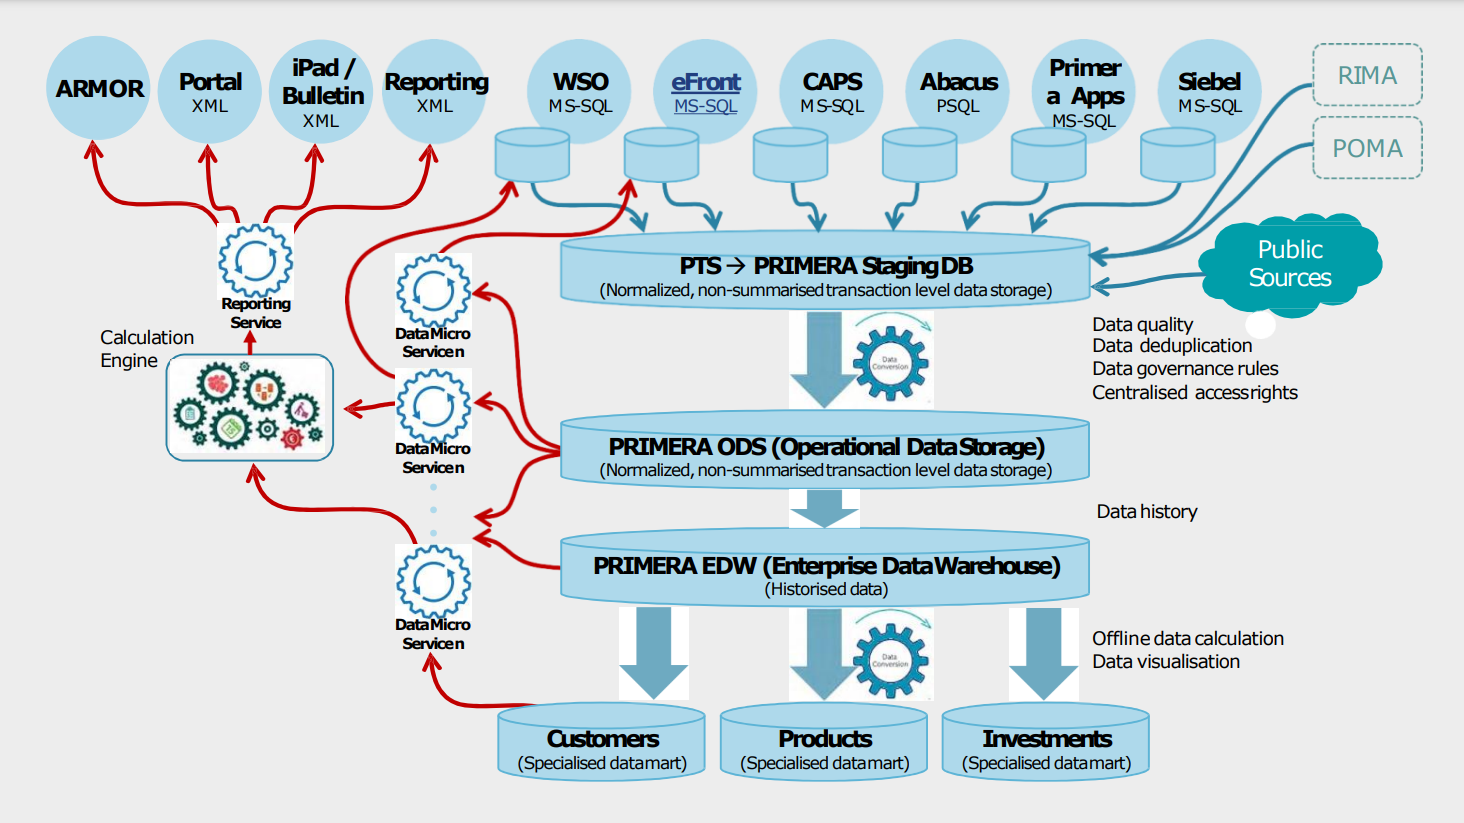 ARMOR
Portal
XML
iPad /
Bulletin
XML
Reporting
XML
WSO
MS-SQL
eFront
MS-SQL
CAPS
MS-SQL
Abacus
PSQL
Primer
a Apps
MS-SQL
Siebel
MS-SQL
RIMA
POMA
Public
Sources
PTS → PRIMERA Staging DB
(Normalized, non-summarised transaction level data storage)
Reporting
Service
Calculation
Engine
Data Micro
Service n
Data Conversion
Data quality
Data deduplication
Data governance rules
Centralised access rights
Data Micro
Service n
PRIMERA ODS (Operational Data Storage)
(Normalized, non-summarised transaction level data storage)
Data history
PRIMERA EDW (Enterprise Data Warehouse)
(Historised data)
Data Micro
Service n
Data Conversion
Offline data calculation
Data visualisation
Customers
(Specialised datamart)
Products
(Specialised datamart)
Investments
(Specialised datamart)